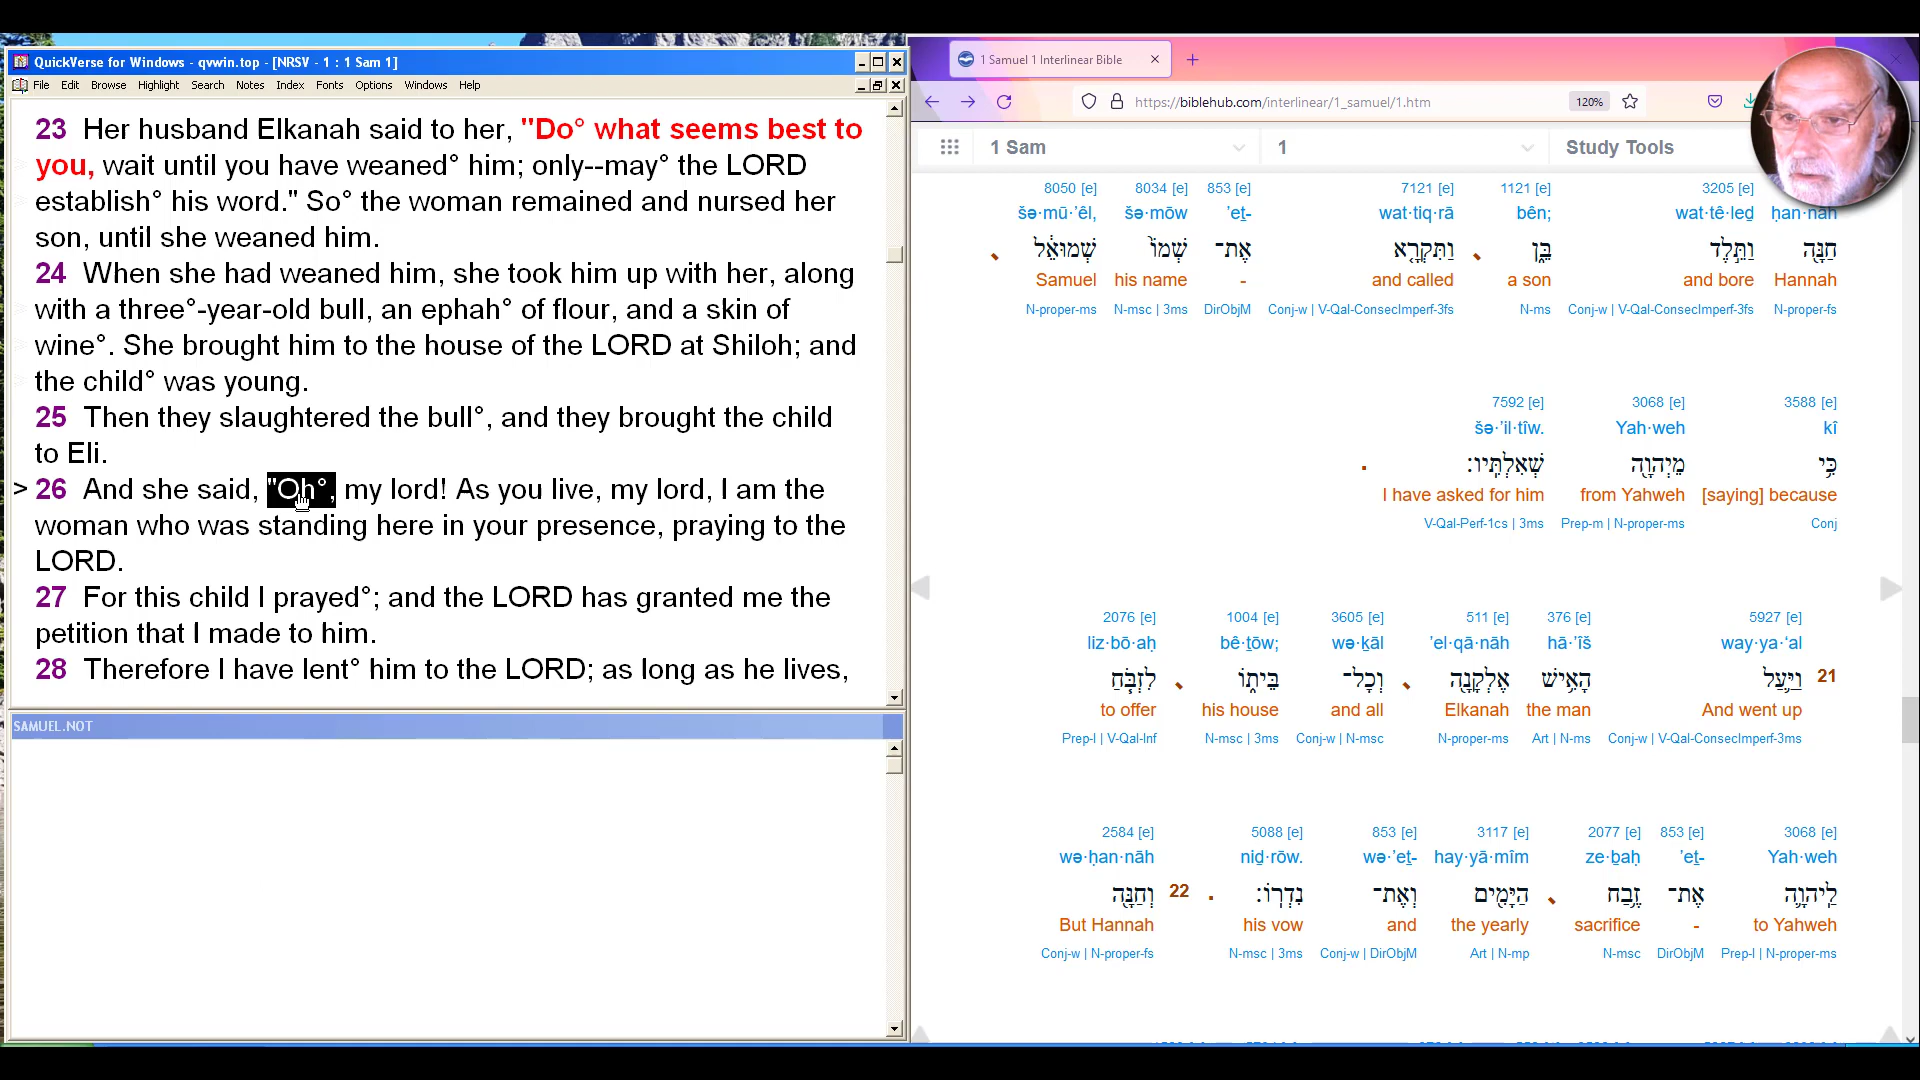 QuickVerse for Windows - qvwin.top - [NRSV - 1 : 1 Sam 1]
File Edit Browse Highlight Search Notes Index Fonts Options Windows Help
23 Her husband Elkanah said to her, "Do° what seems best to
you, wait until you have weaned° him; only--may° the LORD
establish° his word." So° the woman remained and nursed her
son, until she weaned him.
24 When she had weaned him, she took him up with her, along
with a three°-year-old bull, an ephah° of flour, and a skin of
wine°. She brought him to the house of the LORD at Shiloh; and
the child° was young.
25 Then they slaughtered the bull°, and they brought the child
to Eli.
> 26 And she said, "Oh°, my lord! As you live, my lord, I am the
woman who was standing here in your presence, praying to the
LORD.
27 For this child I prayed°; and the LORD has granted me the
petition that I made to him.
28 Therefore I have lent° him to the LORD; as long as he lives,
SAMUEL.NOT
1 Samuel 1 Interlinear Bible
https://biblehub.com/interlinear/1_samuel/1.htm 120%
1 Sam 1 Study Tools
8050 [e] 8034 [e] 853 [e] 7121 [e] 1121 [e] 3205 [e]
šə·mū·'êl, šə·mōw 'eṯ- wat·tiq·rā bên; wat·tê·leḏ ḥan·nāh
חַנָּ֖ה וַתֵּ֣לֶד בֵּ֑ן וַתִּקְרָ֤א אֶת־ שְׁמוֹ֙ שְׁמוּאֵ֔ל
Samuel his name - and called a son and bore Hannah
N-proper-ms N-msc | 3ms DirObjM Conj-w | V-Qal-ConsecImperf-3fs N-ms Conj-w | V-Qal-ConsecImperf-3fs N-proper-fs
7592 [e] 3068 [e] 3588 [e]
šə·'il·tîw. Yah·weh kî
כִּ֥י מֵיְהוָ֖ה שְׁאִלְתִּֽיו׃
I have asked for him from Yahweh [saying] because
V-Qal-Perf-1cs | 3ms Prep-m | N-proper-ms Conj
2076 [e] 1004 [e] 3605 [e] 511 [e] 376 [e] 5927 [e]
liz·bō·aḥ bê·ṯōw; wə·ḵāl 'el·qā·nāh hā·'îš way·ya·'al
21 וַיַּ֛עַל הָאִ֥ישׁ אֶלְקָנָ֖ה וְכָל־ בֵּית֑וֹ לִזְבֹּ֧חַ
to offer his house and all Elkanah the man And went up
Prep-l | V-Qal-Inf N-msc | 3ms Conj-w | N-msc N-proper-ms Art | N-ms Conj-w | V-Qal-ConsecImperf-3ms
2584 [e] 5088 [e] 853 [e] 3117 [e] 2077 [e] 853 [e] 3068 [e]
wə·ḥan·nāh niḏ·rōw. wə·'eṯ- hay·yā·mîm ze·ḇaḥ 'eṯ- Yah·weh
לַֽיהוָ֛ה אֶת־ זֶ֥בַח הַיָּמִ֖ים וְאֶת־ נִדְרֽוֹ׃ 22 וְחַנָּ֖ה
But Hannah his vow and the yearly sacrifice - to Yahweh
Conj-w | N-proper-fs N-msc | 3ms Conj-w | DirObjM Art | N-mp N-msc DirObjM Prep-l | N-proper-ms